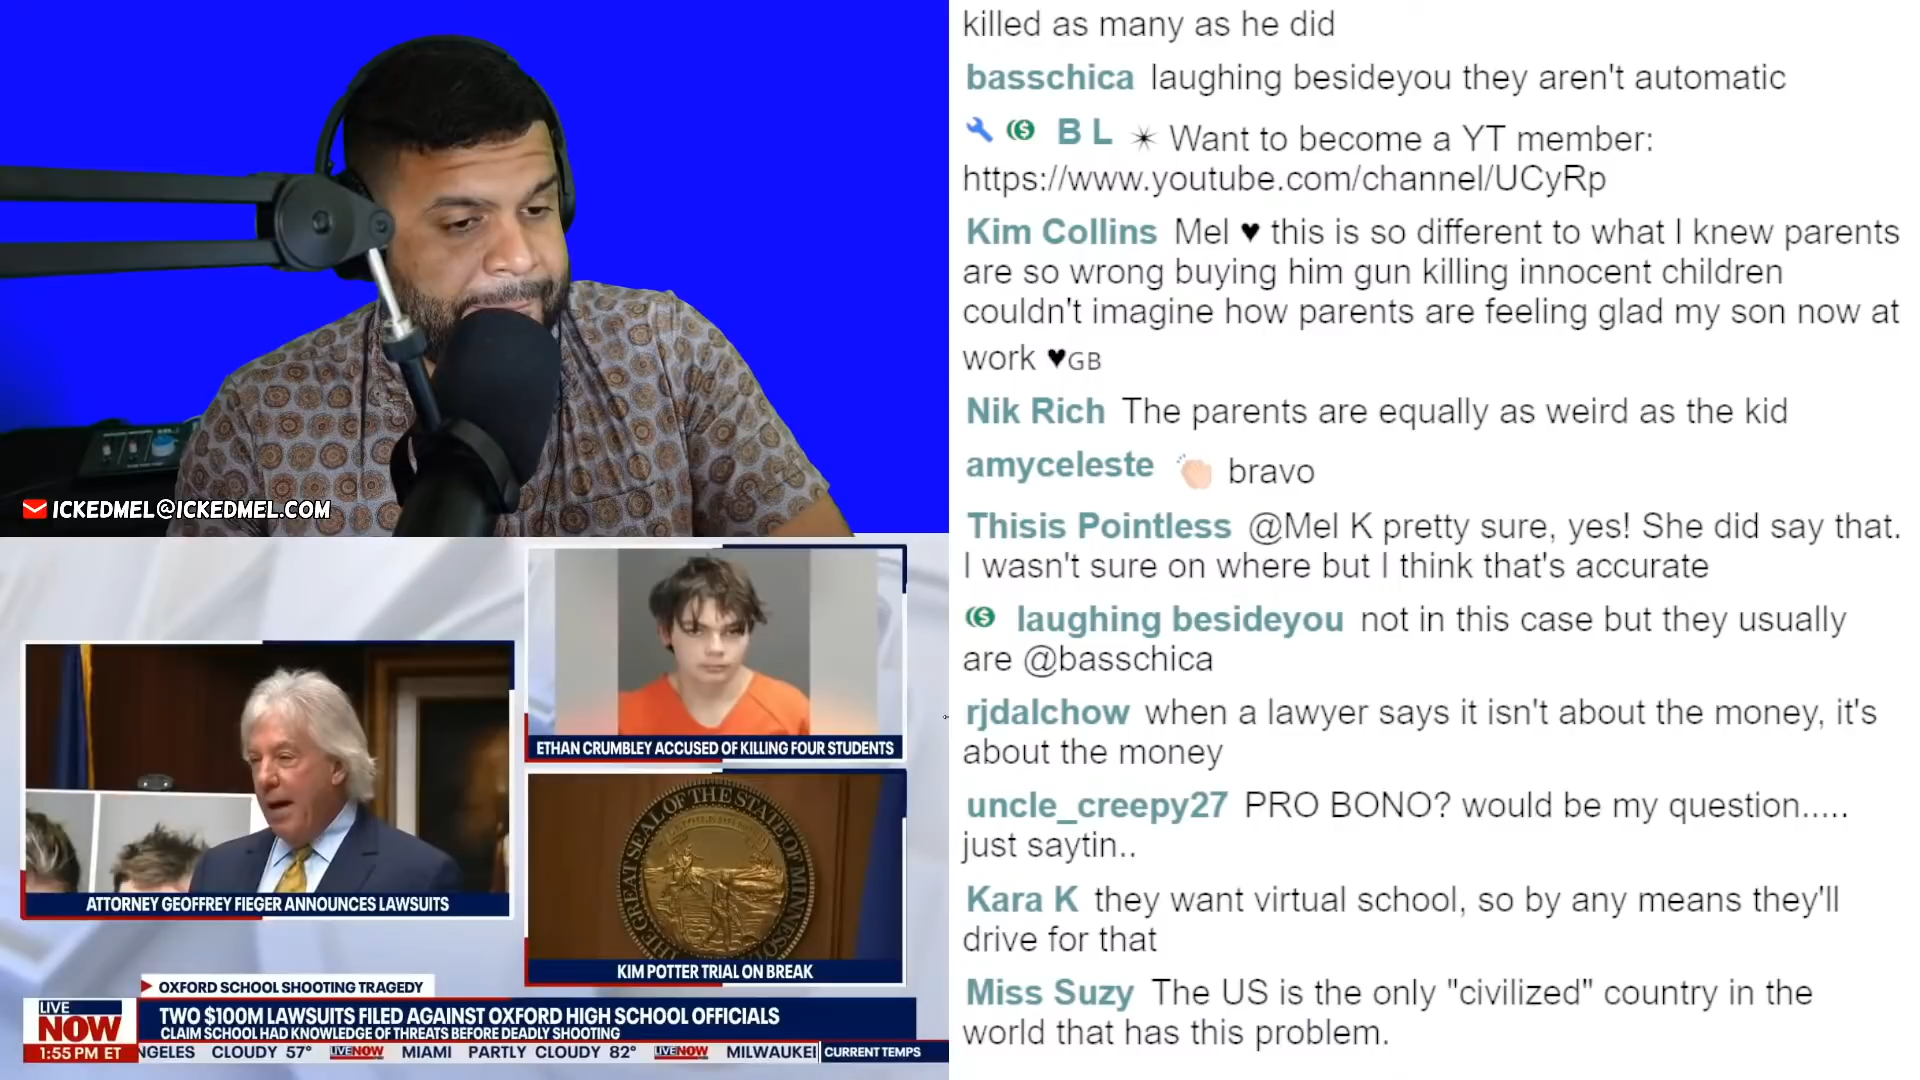 killed as many as he did
basschica laughing besideyou they aren't automatic
B L ✴ Want to become a YT member:
https://www.youtube.com/channel/UCyRp
Kim Collins Mel ♥ this is so different to what I knew parents
are so wrong buying him gun killing innocent children
couldn't imagine how parents are feeling glad my son now at
work ♥GB
Nik Rich The parents are equally as weird as the kid
amyceleste 👏🏻 bravo
Thisis Pointless @Mel K pretty sure, yes! She did say that.
I wasn't sure on where but I think that's accurate
laughing besideyou not in this case but they usually
are @basschica
rjdalchow when a lawyer says it isn't about the money, it's
about the money
uncle_creepy27 PRO BONO? would be my question.....
just saytin..
Kara K they want virtual school, so by any means they'll
drive for that
Miss Suzy The US is the only "civilized" country in the
world that has this problem.
ICKEDMEL@ICKEDMEL.COM
ETHAN CRUMBLEY ACCUSED OF KILLING FOUR STUDENTS
ATTORNEY GEOFFREY FIEGER ANNOUNCES LAWSUITS
THE GREAT SEAL OF THE STATE OF MINNESO
KIM POTTER TRIAL ON BREAK
OXFORD SCHOOL SHOOTING TRAGEDY
LIVE
NOW
1:55 PM ET
TWO $100M LAWSUITS FILED AGAINST OXFORD HIGH SCHOOL OFFICIALS
CLAIM SCHOOL HAD KNOWLEDGE OF THREATS BEFORE DEADLY SHOOTING
NGELES CLOUDY 57° LIVENOW MIAMI PARTLY CLOUDY 82° LIVENOW MILWAUKE CURRENT TEMPS